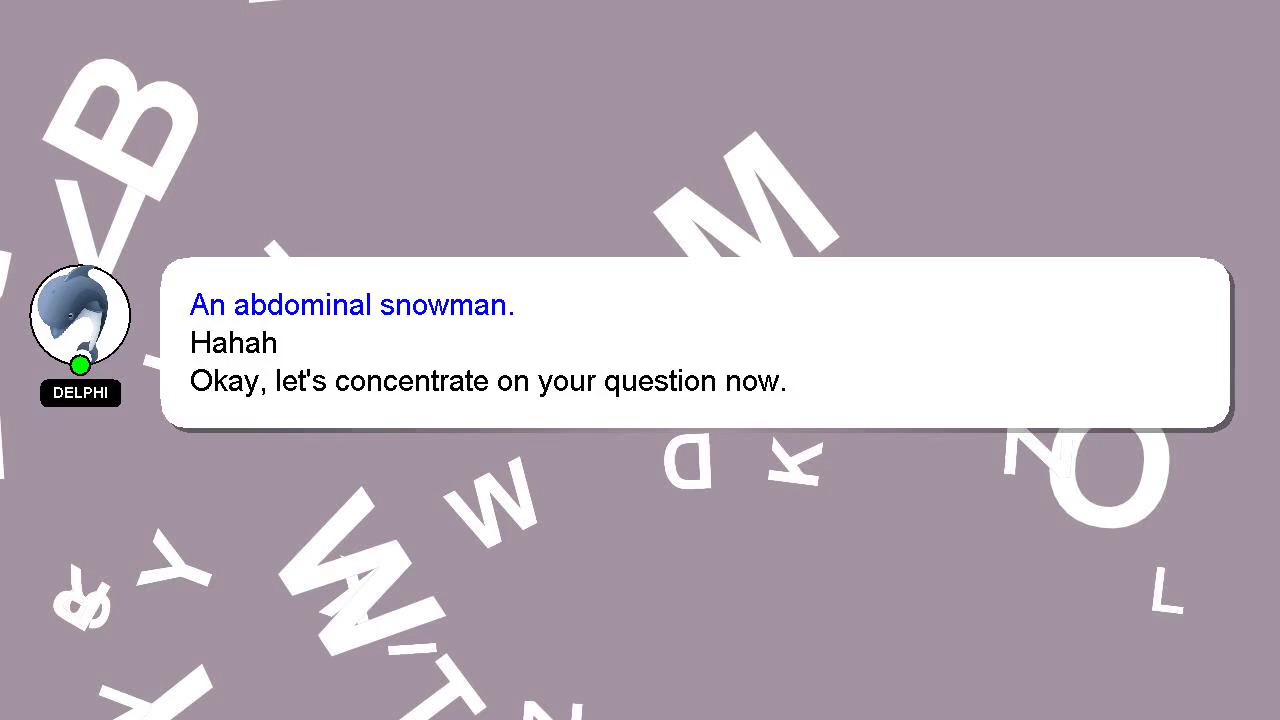 An abdominal snowman.
Hahah
Okay, let's concentrate on your question now.
DELPHI
B
V
M
W
D
K
Z
O
L
Y
R
W
A
I
T
Y
N